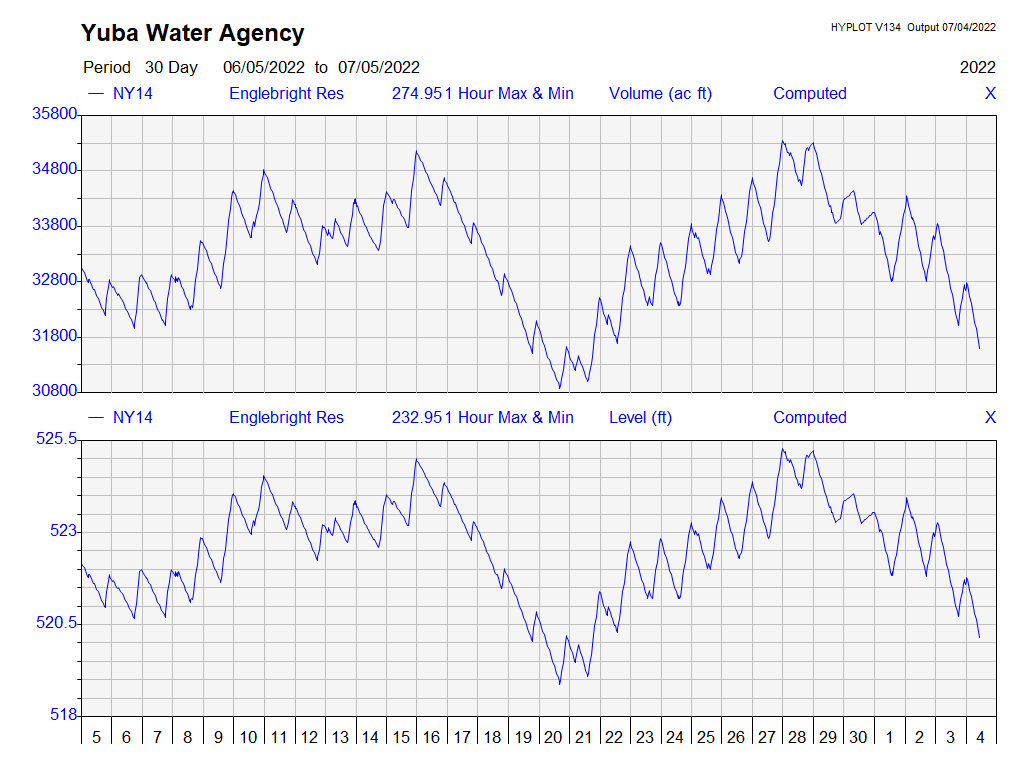 Yuba Water Agency
HYPLOT V134 Output 07/04/2022
Period 30 Day 06/05/2022 to 07/05/2022 2022
NY14 Englebright Res 274.951 Hour Max & Min Volume (ac ft) Computed X
35800
34800
33800
32800
31800
30800
NY14 Englebright Res 232.951 Hour Max & Min Level (ft) Computed X
525.5
523
520.5
518
5 6 7 8 9 10 11 12 13 14 15 16 17 18 19 20 21 22 23 24 25 26 27 28 29 30 1 2 3 4